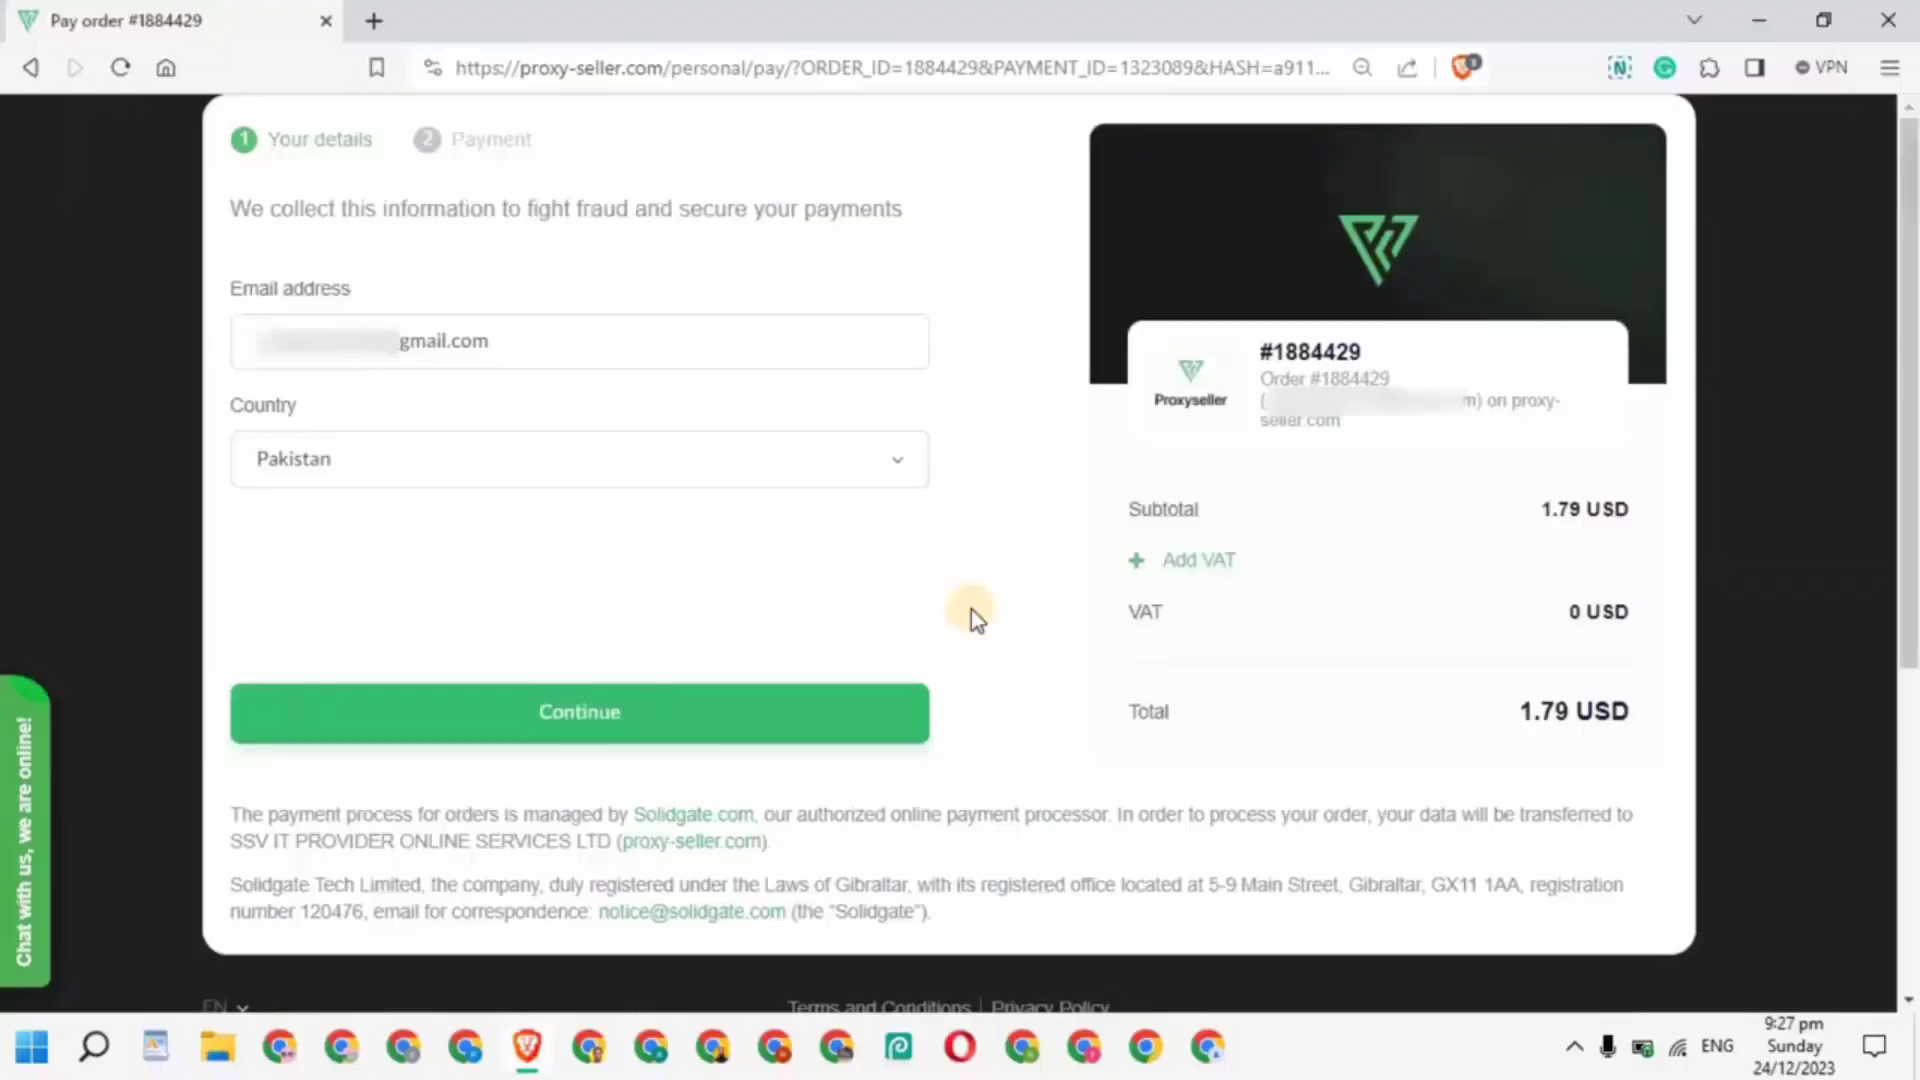 Pay order #1884429
https://proxy-seller.com/personal/pay/?ORDER_ID=1884429&PAYMENT_ID=1323089&HASH=a911...
VPN
1 Your details 2 Payment
We collect this information to fight fraud and secure your payments
Email address
gmail.com
Country
Pakistan
Continue
Proxyseller
#1884429
Order #1884429
( m) on proxy-
seller.com
Subtotal 1.79 USD
+ Add VAT
VAT 0 USD
Total 1.79 USD
The payment process for orders is managed by Solidgate.com, our authorized online payment processor. In order to process your order, your data will be transferred to
SSV IT PROVIDER ONLINE SERVICES LTD (proxy-seller.com).
Solidgate Tech Limited, the company, duly registered under the Laws of Gibraltar, with its registered office located at 5-9 Main Street, Gibraltar, GX11 1AA, registration
number 120476, email for correspondence: notice@solidgate.com (the “Solidgate”).
Chat with us, we are online!
EN
Terms and Conditions | Privacy Policy
ENG
9:27 pm
Sunday
24/12/2023